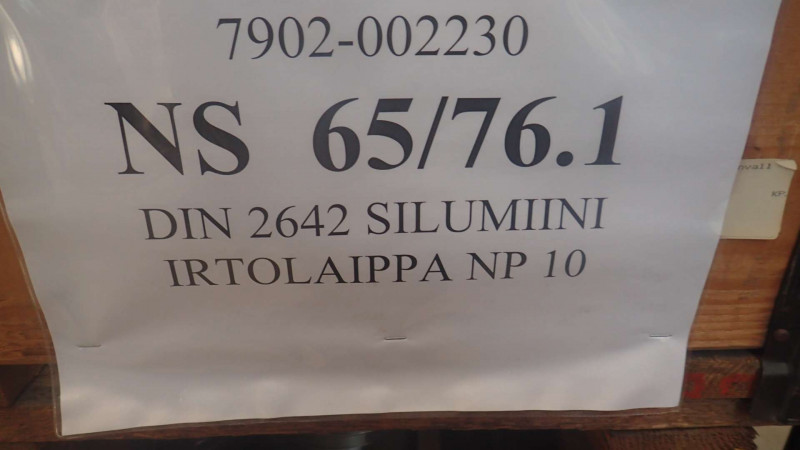 7902-002230
NS 65/76.1
DIN 2642 SILUMIINI
IRTOLAIPPA NP 10